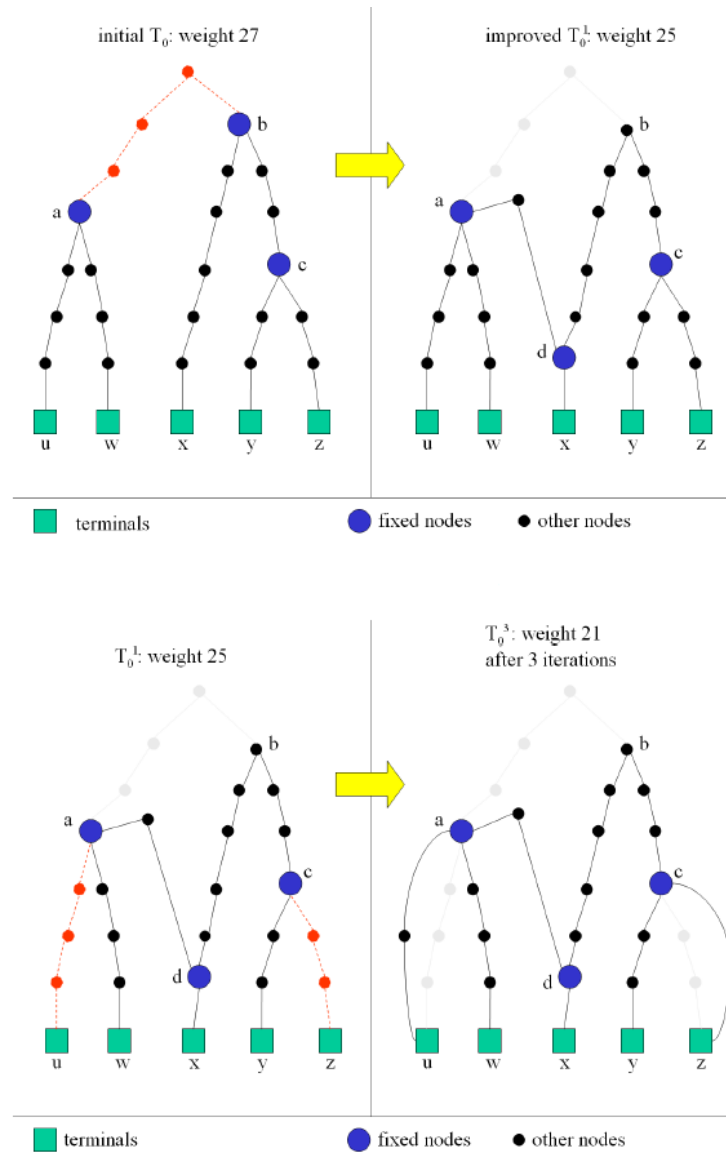 initial T₀: weight 27
improved T₀¹: weight 25
b
a
c
u w x y z
b
a
c
d
u w x y z
terminals
fixed nodes
other nodes
T₀¹: weight 25
T₀³: weight 21
after 3 iterations
b
a
c
d
u w x y z
b
a
c
d
u w x y z
terminals
fixed nodes
other nodes